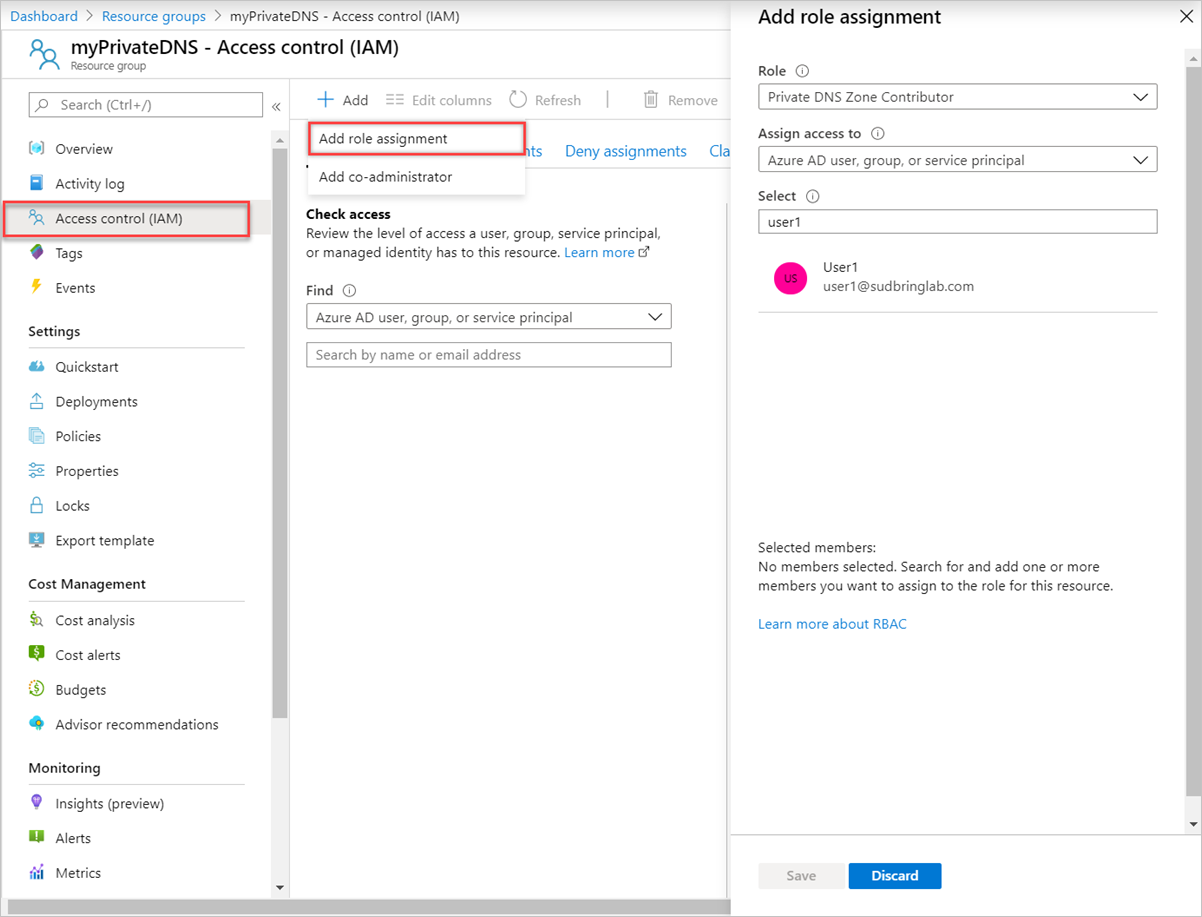 Dashboard > Resource groups > myPrivateDNS - Access control (IAM)
myPrivateDNS - Access control (IAM)
Resource group
Search (Ctrl+/)
«
Overview
Activity log
Access control (IAM)
Tags
Events
Settings
Quickstart
Deployments
Policies
Properties
Locks
Export template
Cost Management
Cost analysis
Cost alerts
Budgets
Advisor recommendations
Monitoring
Insights (preview)
Alerts
Metrics
Add Edit columns Refresh | Remove
Add role assignment
Add co-administrator
nts Deny assignments Cla
Check access
Review the level of access a user, group, service principal,
or managed identity has to this resource. Learn more
Find
Azure AD user, group, or service principal
Search by name or email address
Add role assignment
Role
Private DNS Zone Contributor
Assign access to
Azure AD user, group, or service principal
Select
user1
US
User1
user1@sudbringlab.com
Selected members:
No members selected. Search for and add one or more
members you want to assign to the role for this resource.
Learn more about RBAC
Save Discard